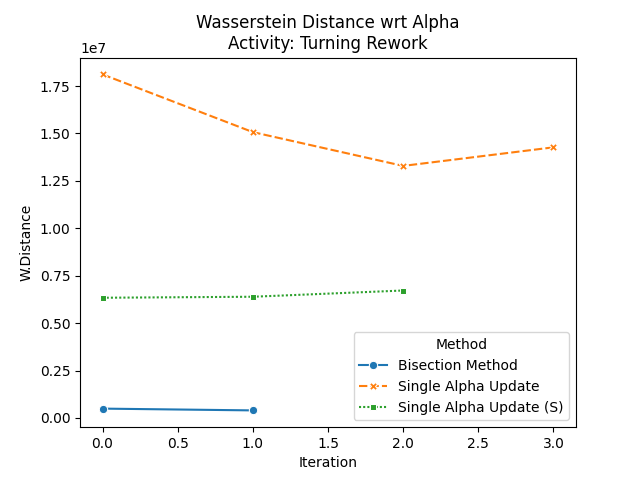 Wasserstein Distance wrt Alpha
Activity: Turning Rework
1e7
1.75
1.50
1.25
1.00
0.75
0.50
0.25
0.00
W.Distance
Method
Bisection Method
Single Alpha Update
Single Alpha Update (S)
0.0 0.5 1.0 1.5 2.0 2.5 3.0
Iteration